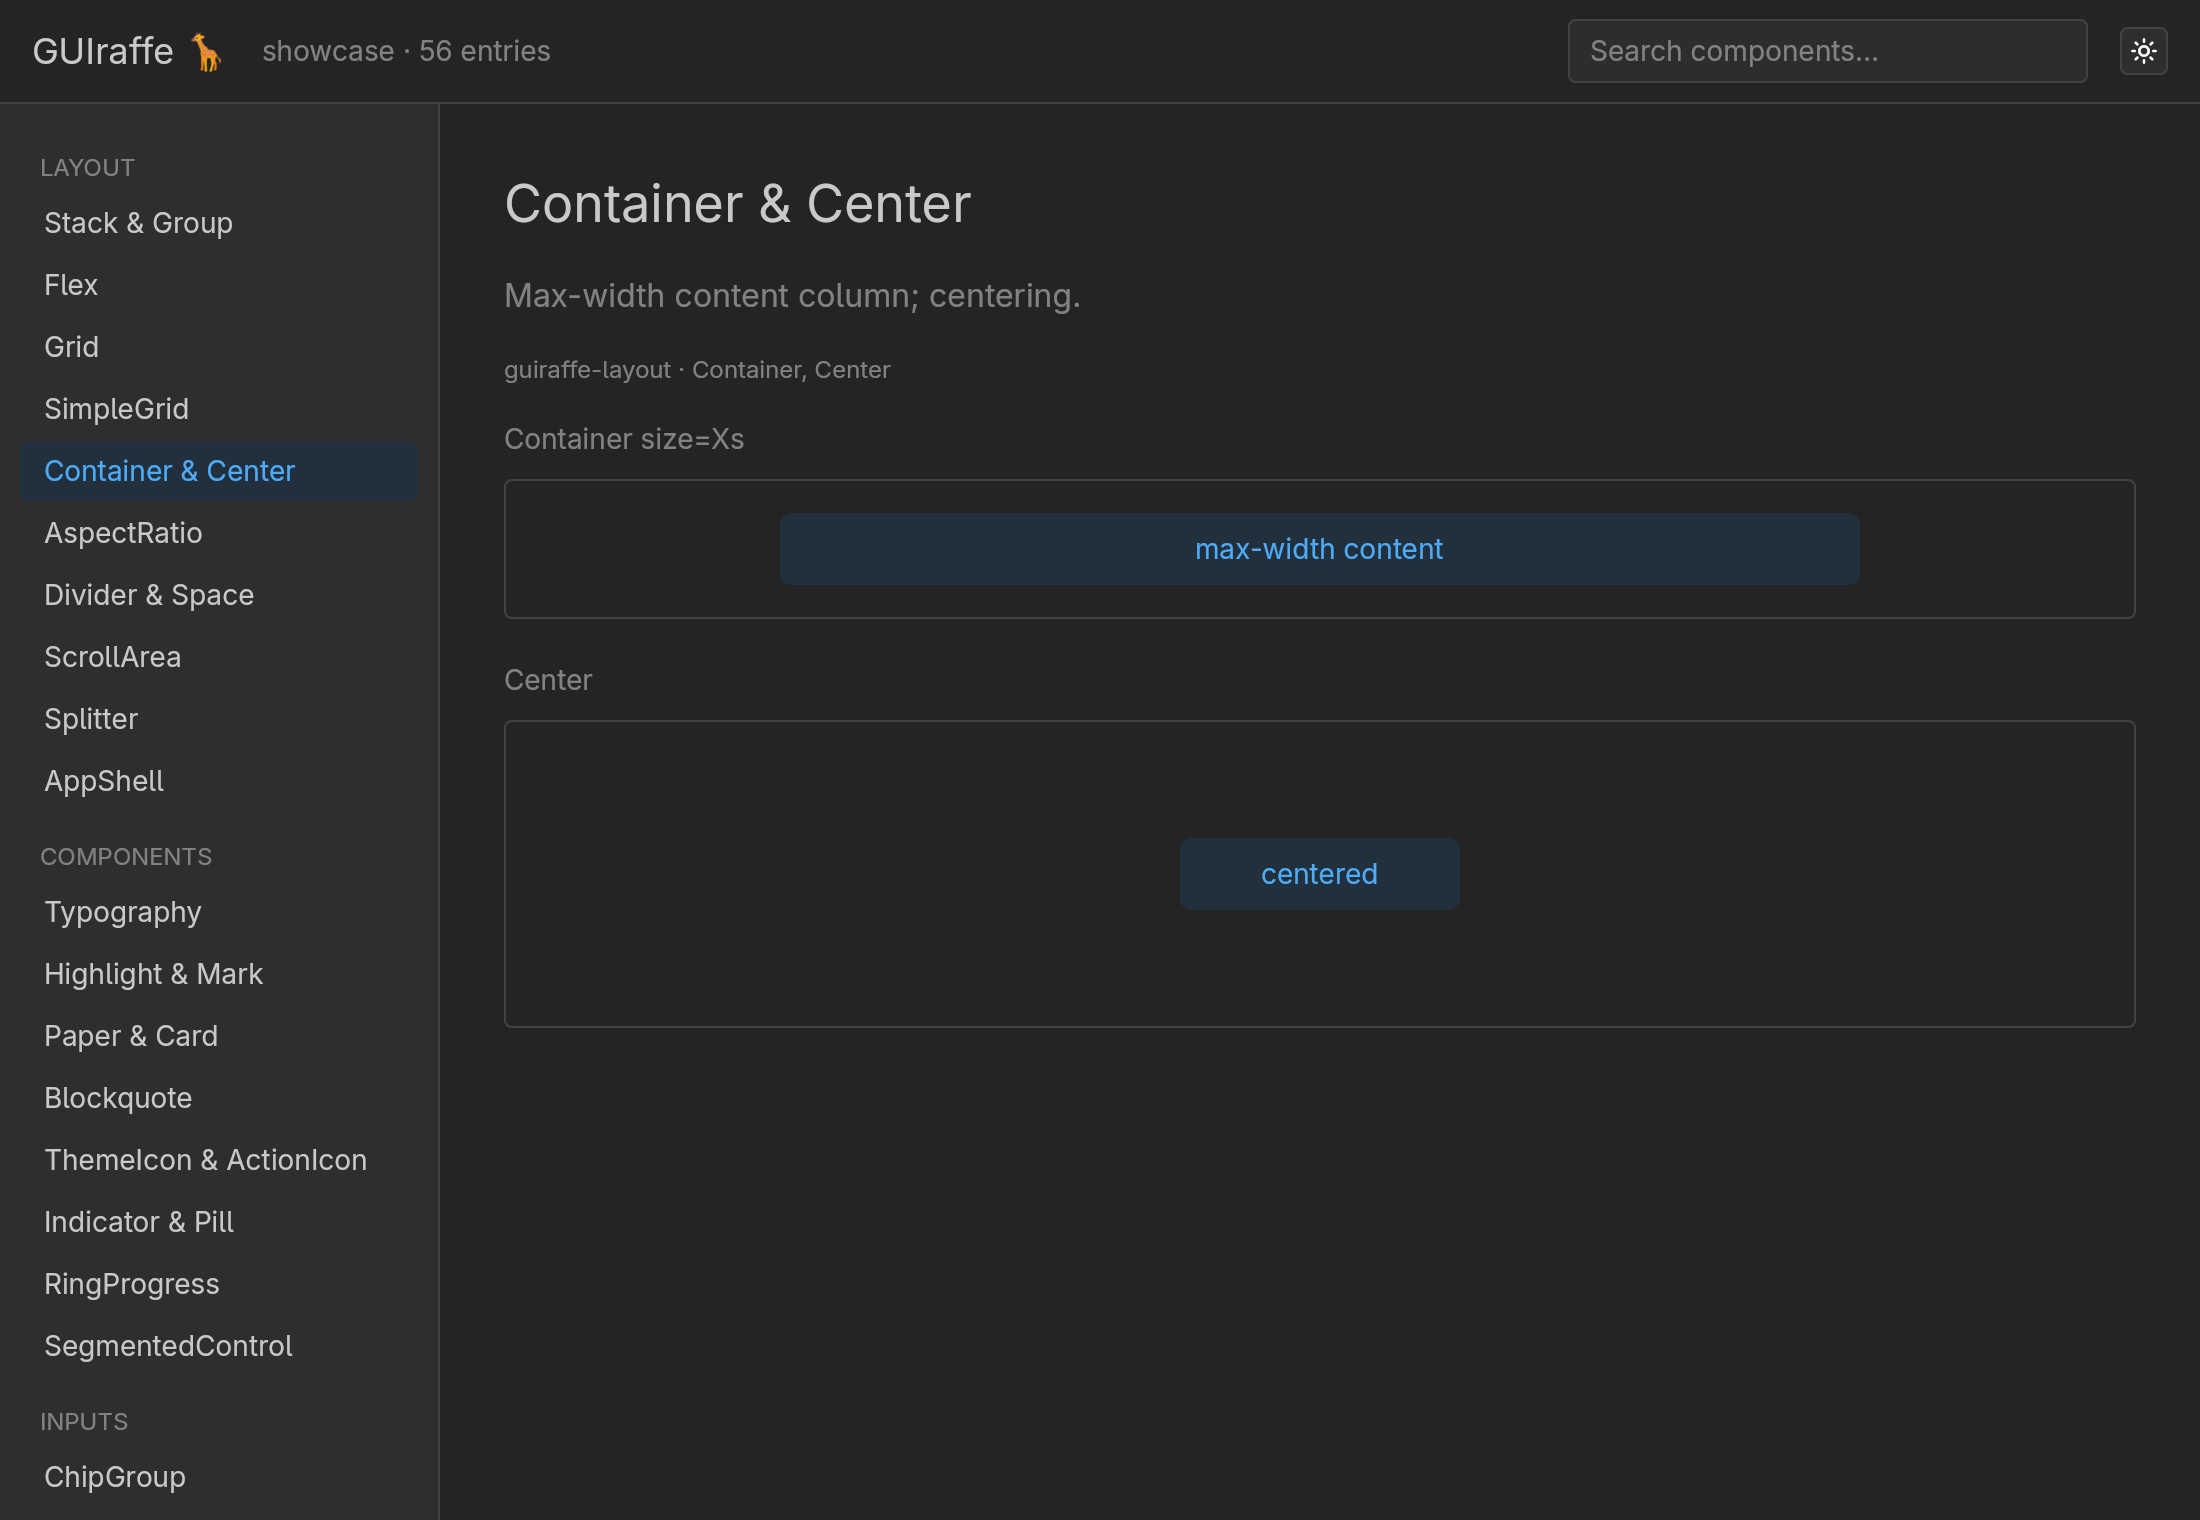 GUIraffe 🦒 showcase · 56 entries
Search components...
LAYOUT
Stack & Group
Flex
Grid
SimpleGrid
Container & Center
AspectRatio
Divider & Space
ScrollArea
Splitter
AppShell
COMPONENTS
Typography
Highlight & Mark
Paper & Card
Blockquote
ThemeIcon & ActionIcon
Indicator & Pill
RingProgress
SegmentedControl
INPUTS
ChipGroup
Container & Center
Max-width content column; centering.
guiraffe-layout · Container, Center
Container size=Xs
max-width content
Center
centered